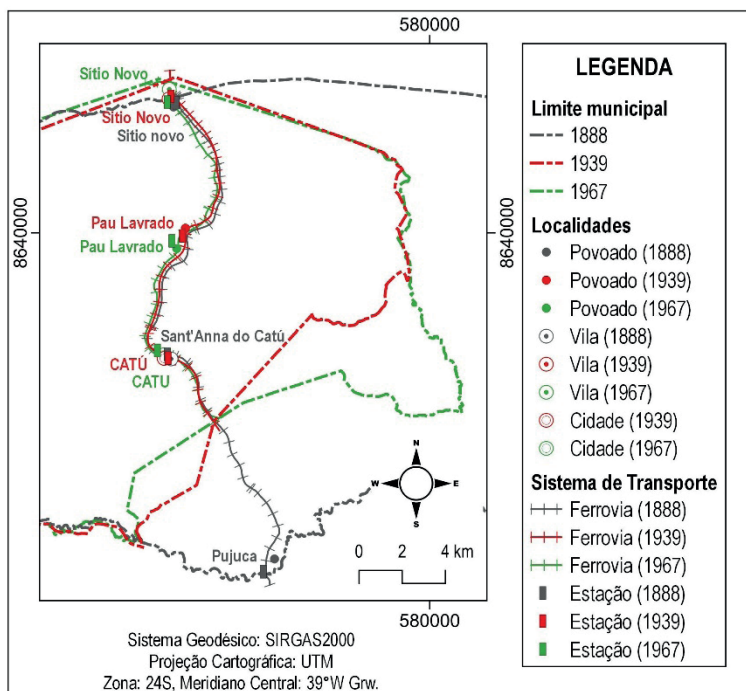 580000
Sítio Novo
Sitio Novo
Sitio novo
8640000
8640000
Pau Lavrado
Pau Lavrado
Sant'Anna do Catú
CATÚ
CATU
N
W
E
S
Pujuca
0 2 4 km
580000
Sistema Geodésico: SIRGAS2000
Projeção Cartográfica: UTM
Zona: 24S, Meridiano Central: 39°W Grw.
LEGENDA
Limite municipal
1888
1939
1967
Localidades
Povoado (1888)
Povoado (1939)
Povoado (1967)
Vila (1888)
Vila (1939)
Vila (1967)
Cidade (1939)
Cidade (1967)
Sistema de Transporte
Ferrovia (1888)
Ferrovia (1939)
Ferrovia (1967)
Estação (1888)
Estação (1939)
Estação (1967)